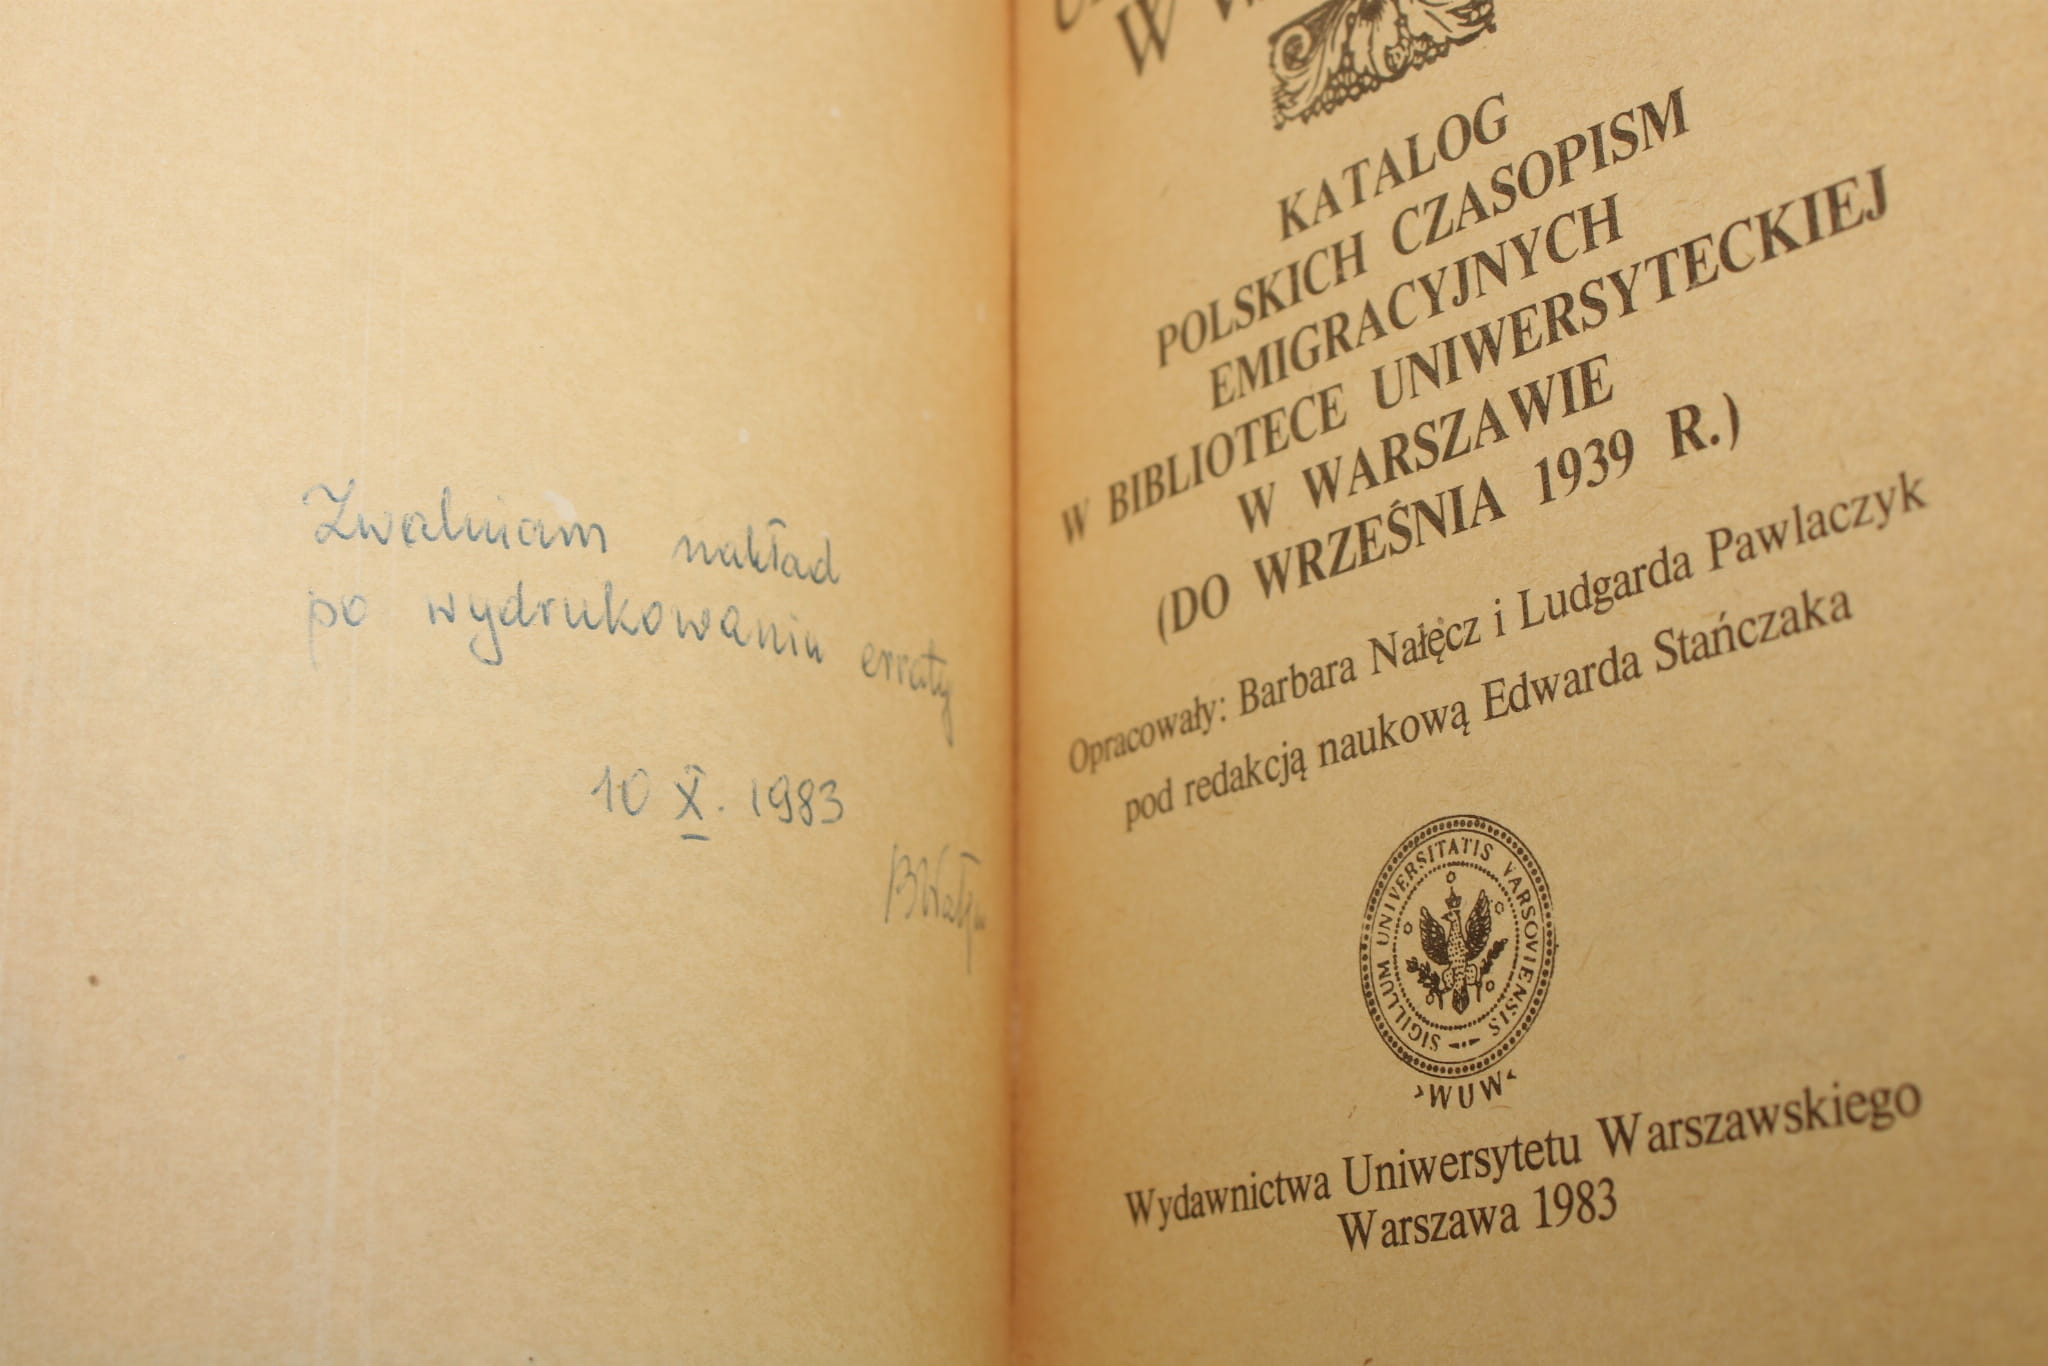 Zwalniam nakład
po wydrukowaniu erraty
10 X. 1983
KATALOG
POLSKICH CZASOPISM
EMIGRACYJNYCH
W BIBLIOTECE UNIWERSYTECKIEJ
W WARSZAWIE
(DO WRZEŚNIA 1939 R.)
Opracowały: Barbara Nałęcz i Ludgarda Pawlaczyk
pod redakcją naukową Edwarda Stańczaka
SIGILLUM UNIVERSITATIS VARSOVIENSIS
WUW
Wydawnictwa Uniwersytetu Warszawskiego
Warszawa 1983